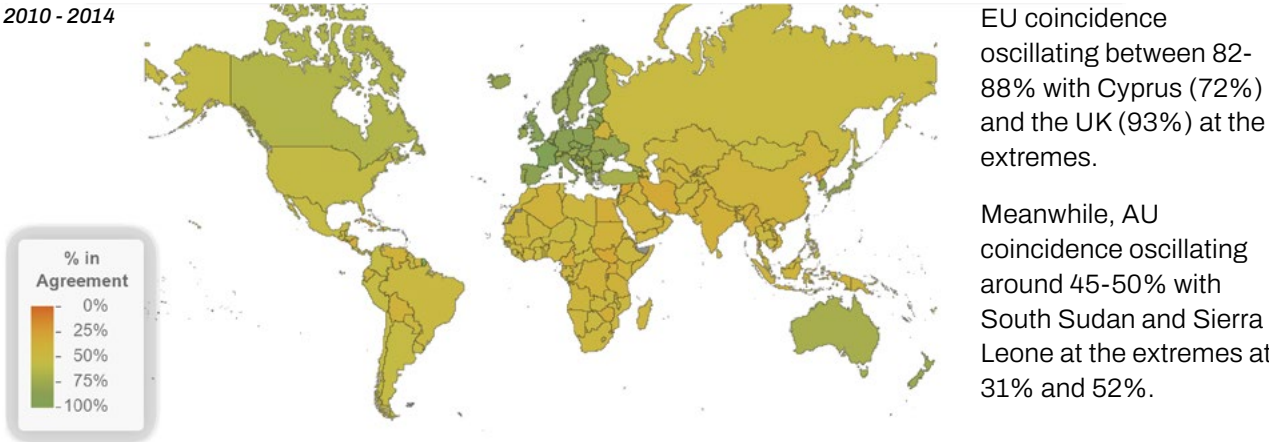 2010 - 2014
EU coincidence
oscillating between 82-
88% with Cyprus (72%)
and the UK (93%) at the
extremes.
Meanwhile, AU
coincidence oscillating
around 45-50% with
South Sudan and Sierra
Leone at the extremes at
31% and 52%.
% in
Agreement
0%
25%
50%
75%
100%